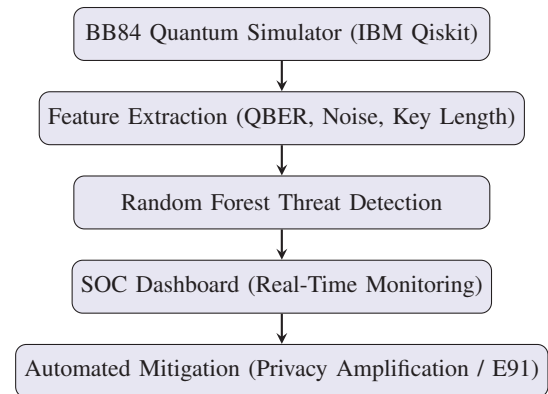 BB84 Quantum Simulator (IBM Qiskit)
Feature Extraction (QBER, Noise, Key Length)
Random Forest Threat Detection
SOC Dashboard (Real-Time Monitoring)
Automated Mitigation (Privacy Amplification / E91)